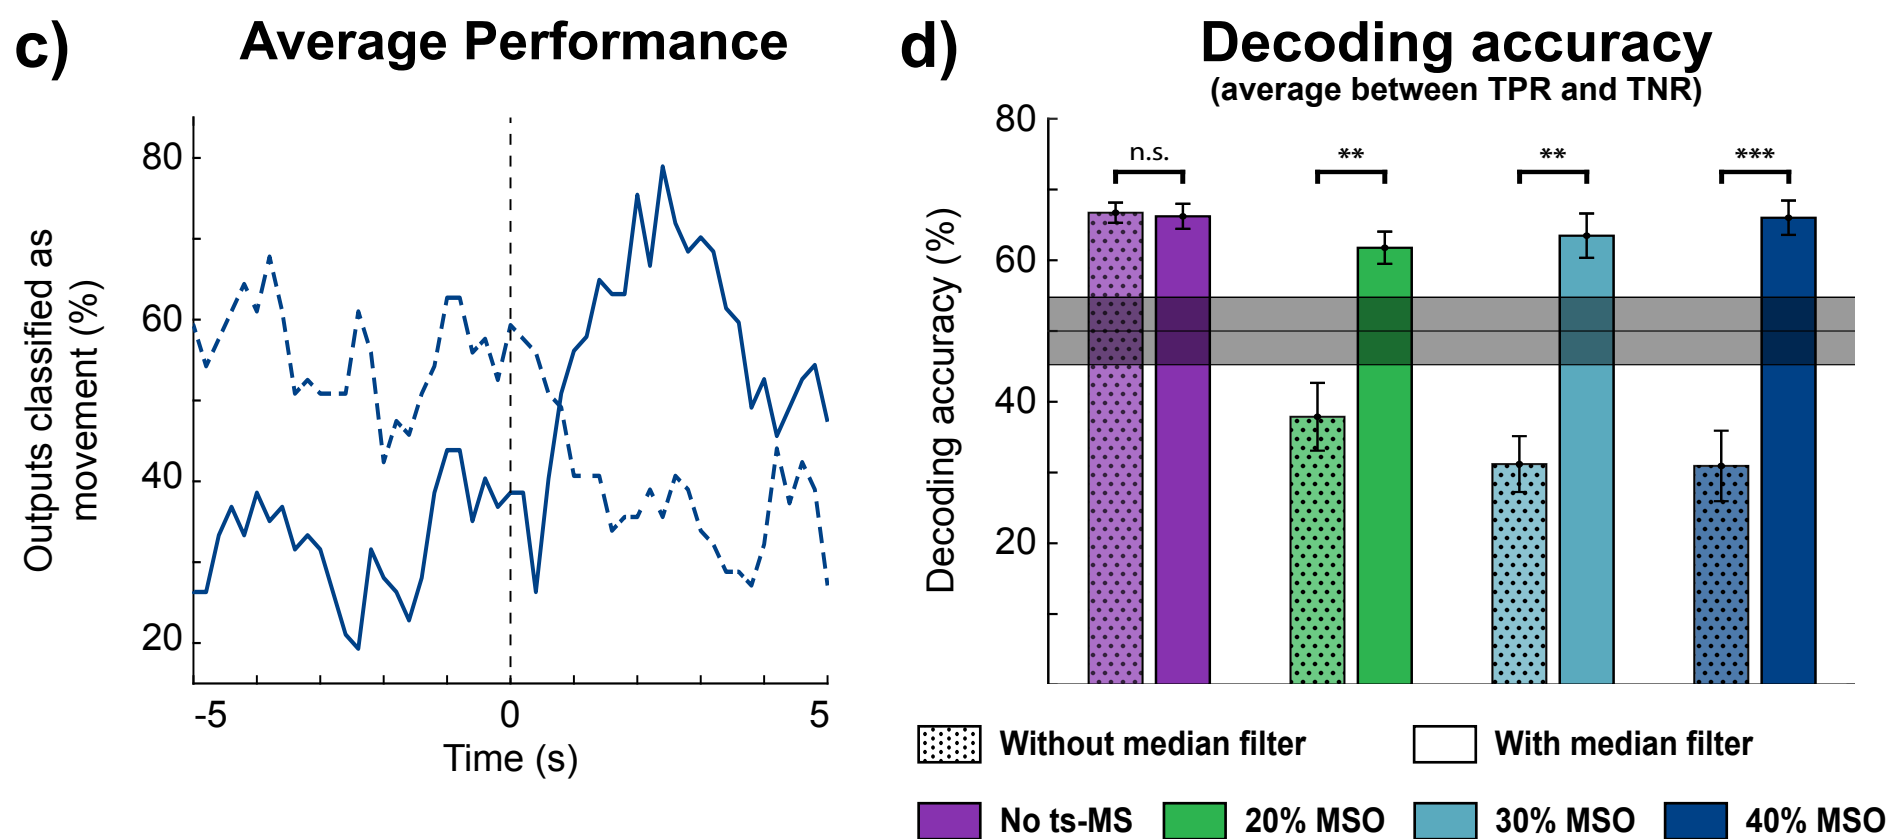 c) Average Performance
Outputs classified as
movement (%)
80
60
40
20
-5 0 5
Time (s)
d) Decoding accuracy
(average between TPR and TNR)
Decoding accuracy (%)
80
60
40
20
n.s. ** ** ***
Without median filter With median filter
No ts-MS 20% MSO 30% MSO 40% MSO